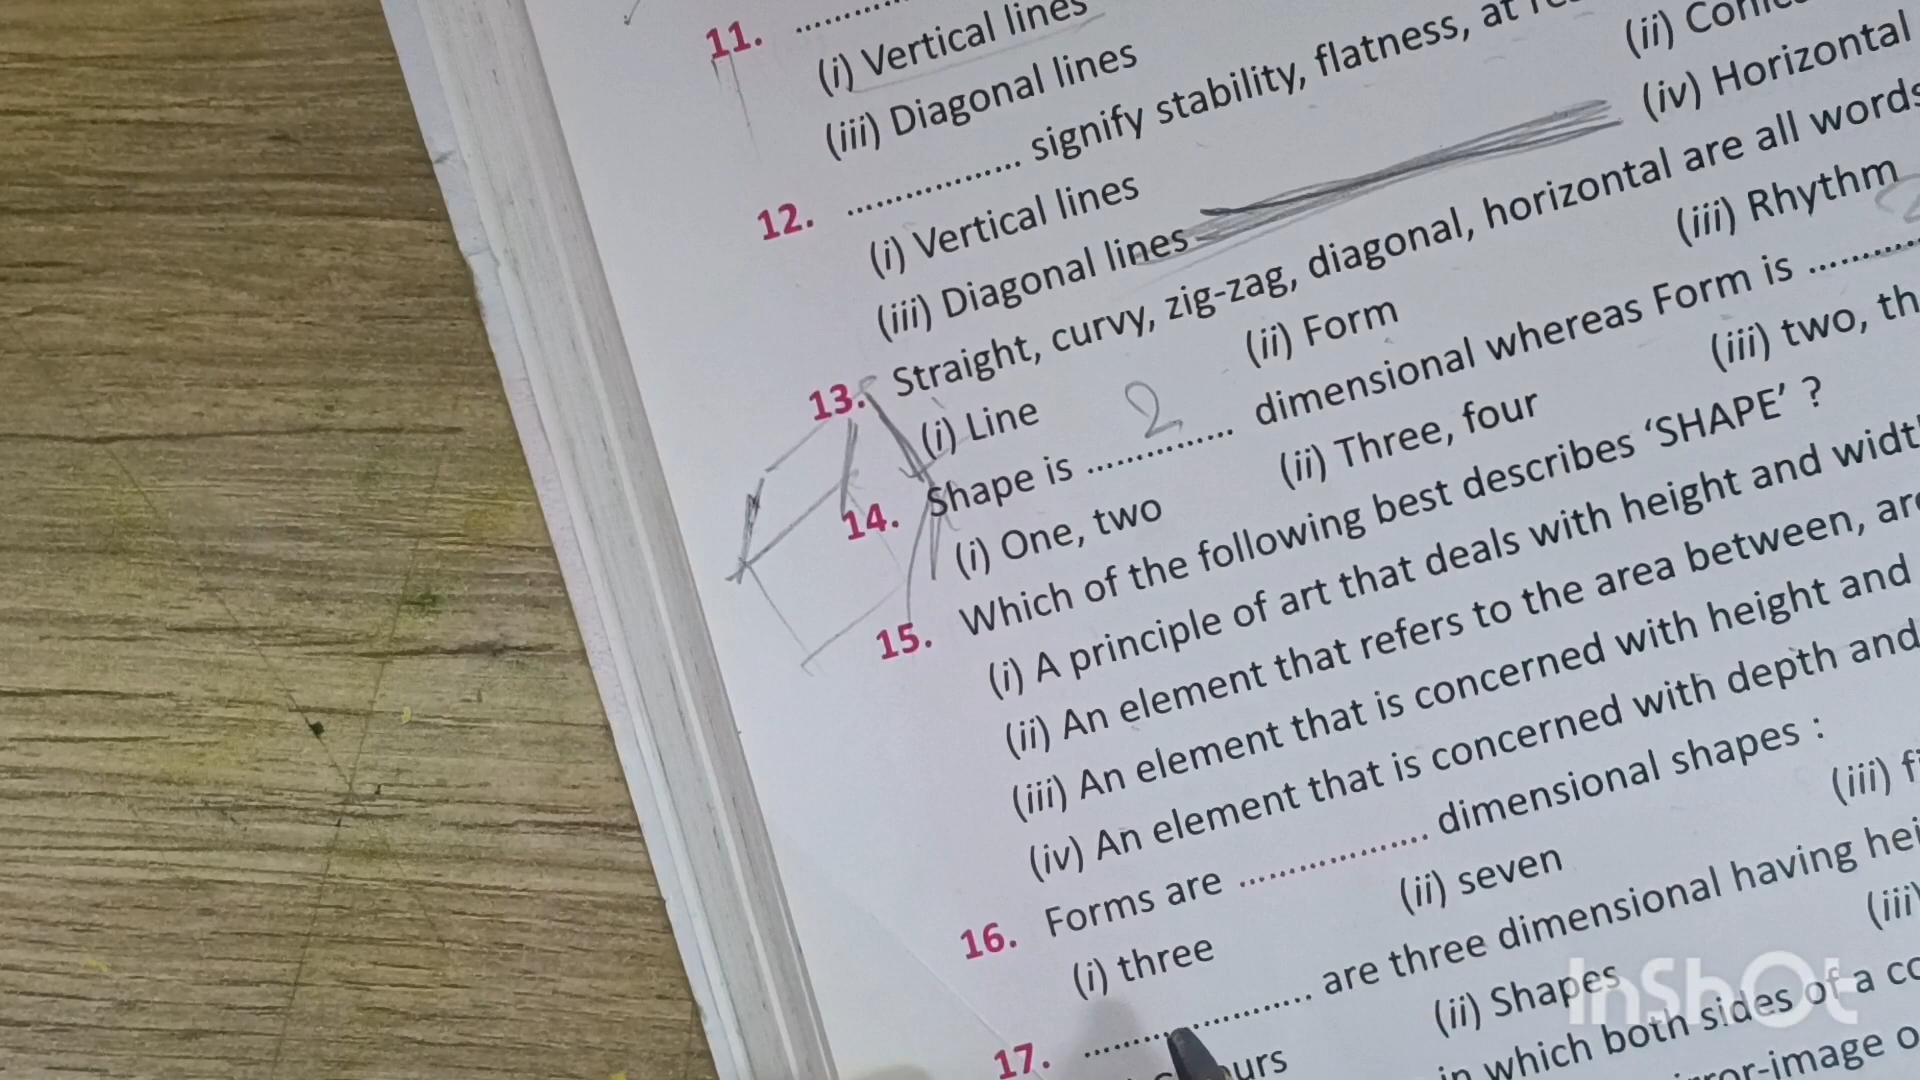 11. ............
(i) Vertical lines
(ii)
(iii) Diagonal lines
(iv) Horizontal
12. ................. signify stability, flatness, at
(i) Vertical lines
(iii) Diagonal lines
13. Straight, curvy, zig-zag, diagonal, horizontal are all words
(i) Line (ii) Form (iii) Rhythm
14. Shape is ............... dimensional whereas Form is ...........
2
(i) One, two (ii) Three, four (iii) two,
15. Which of the following best describes ‘SHAPE’ ?
(i) A principle of art that deals with height and
(ii) An element that refers to the area between,
(iii) An element that is concerned with height and
(iv) An element that is concerned with depth and
16. Forms are ................... dimensional shapes :
(i) three (ii) seven (iii)
17. ....................... are three dimensional having
(ii) Shapes (iii)
in which both sides of a
InShOt